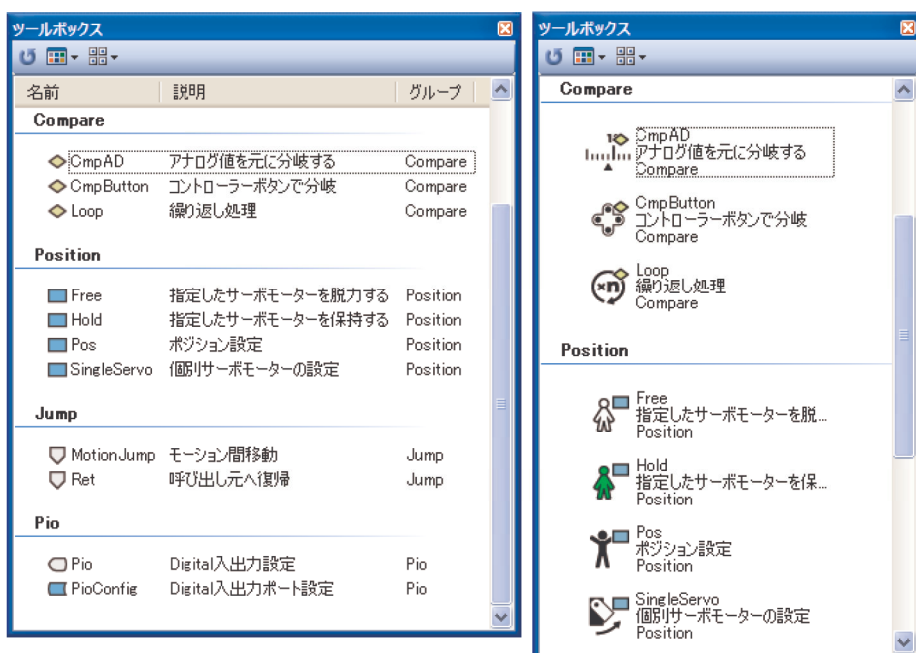 ツールボックス
名前 説明 グループ
Compare
CmpAD アナログ値を元に分岐する Compare
CmpButton コントローラーボタンで分岐 Compare
Loop 繰り返し処理 Compare
Position
Free 指定したサーボモーターを脱力する Position
Hold 指定したサーボモーターを保持する Position
Pos ポジション設定 Position
SingleServo 個別サーボモーターの設定 Position
Jump
MotionJump モーション間移動 Jump
Ret 呼び出し元へ復帰 Jump
Pio
Pio Digital入出力設定 Pio
PioConfig Digital入出力ポート設定 Pio
ツールボックス
Compare
CmpAD
アナログ値を元に分岐する
Compare
CmpButton
コントローラーボタンで分岐
Compare
Loop
×n
繰り返し処理
Compare
Position
Free
指定したサーボモーターを脱...
Position
Hold
指定したサーボモーターを保...
Position
Pos
ポジション設定
Position
SingleServo
個別サーボモーターの設定
Position